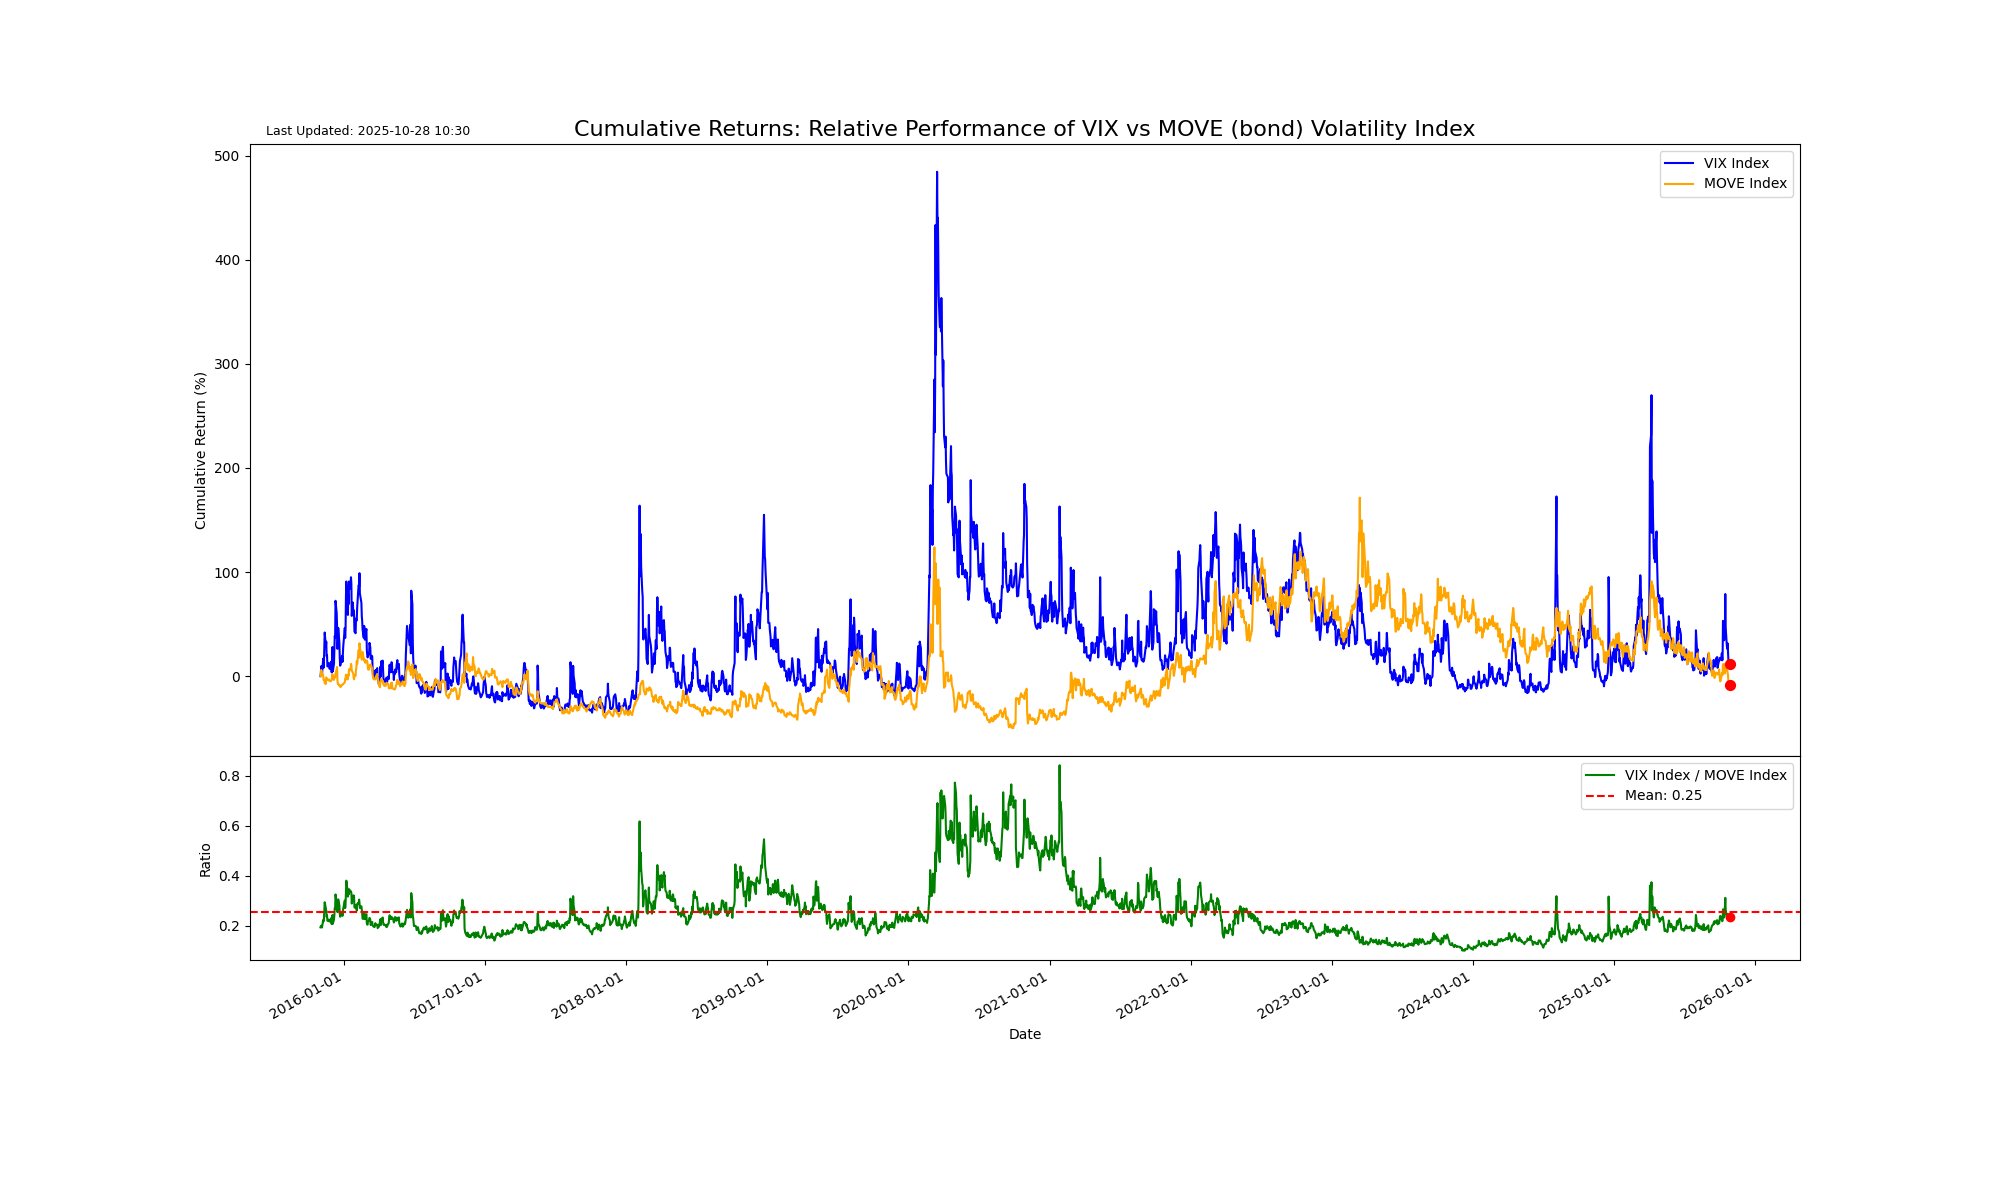 Last Updated: 2025-10-28 10:30
Cumulative Returns: Relative Performance of VIX vs MOVE (bond) Volatility Index
VIX Index
MOVE Index
500
400
300
200
100
0
Cumulative Return (%)
VIX Index / MOVE Index
Mean: 0.25
0.8
0.6
0.4
0.2
Ratio
2016-01-01
2017-01-01
2018-01-01
2019-01-01
2020-01-01
2021-01-01
2022-01-01
2023-01-01
2024-01-01
2025-01-01
2026-01-01
Date